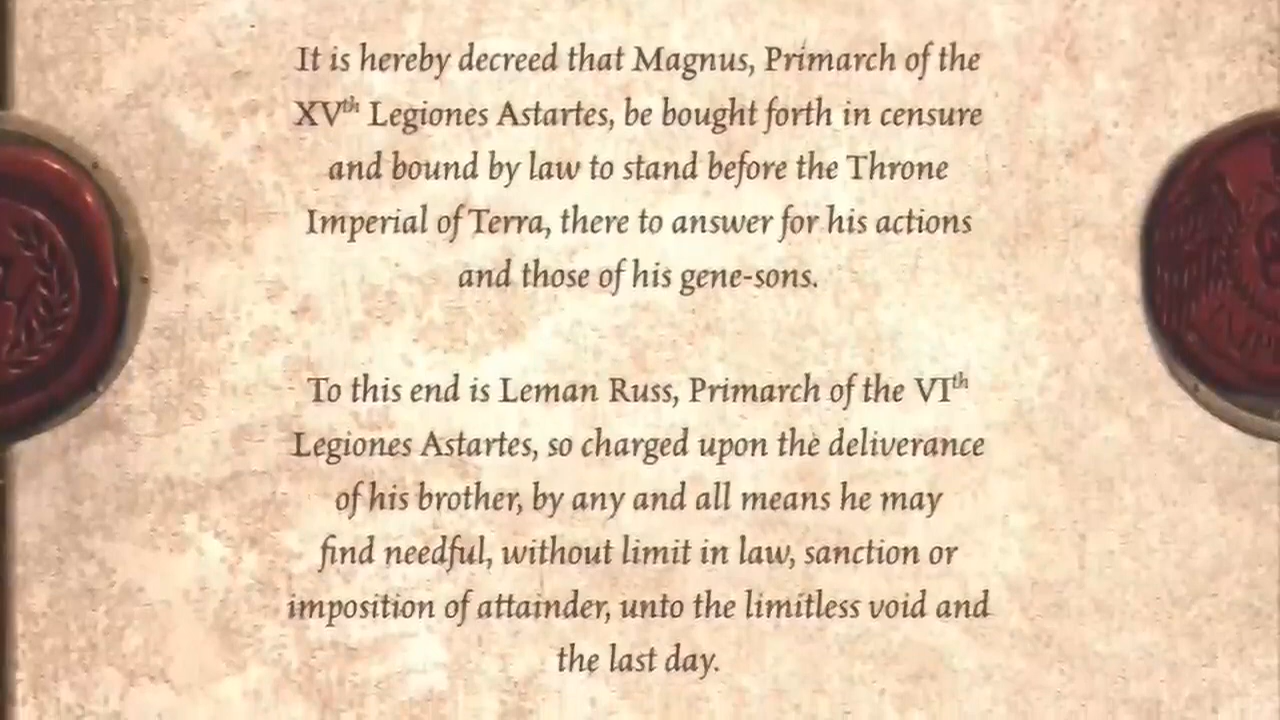 It is hereby decreed that Magnus, Primarch of the
XVth Legiones Astartes, be bought forth in censure
and bound by law to stand before the Throne
Imperial of Terra, there to answer for his actions
and those of his gene-sons.
To this end is Leman Russ, Primarch of the VIth
Legiones Astartes, so charged upon the deliverance
of his brother, by any and all means he may
find needful, without limit in law, sanction or
imposition of attainder, unto the limitless void and
the last day.